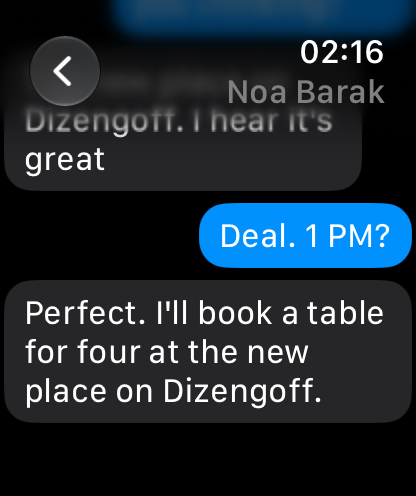 02:16
Noa Barak
Dizengoff. I hear it's
great
Deal. 1 PM?
Perfect. I'll book a table
for four at the new
place on Dizengoff.